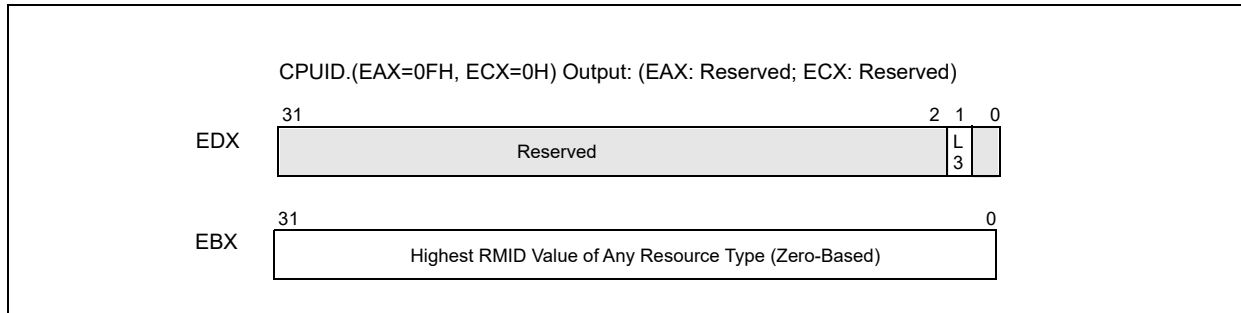 CPUID.(EAX=0FH, ECX=0H) Output: (EAX: Reserved; ECX: Reserved)
31 2 1 0
EDX Reserved L
3
31 0
EBX Highest RMID Value of Any Resource Type (Zero-Based)